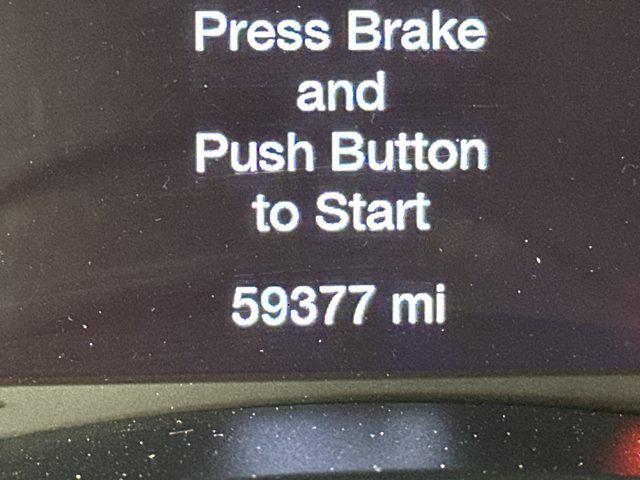 Press Brake
and
Push Button
to Start
59377 mi